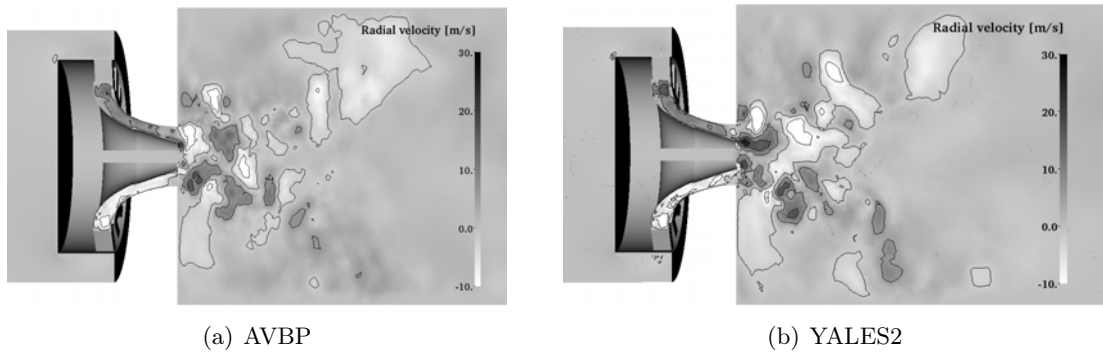 Radial velocity [m/s]
30.
20.
10.
0.0
-10.
(a) AVBP
Radial velocity [m/s]
30.
20.
10.
0.0
-10.
(b) YALES2